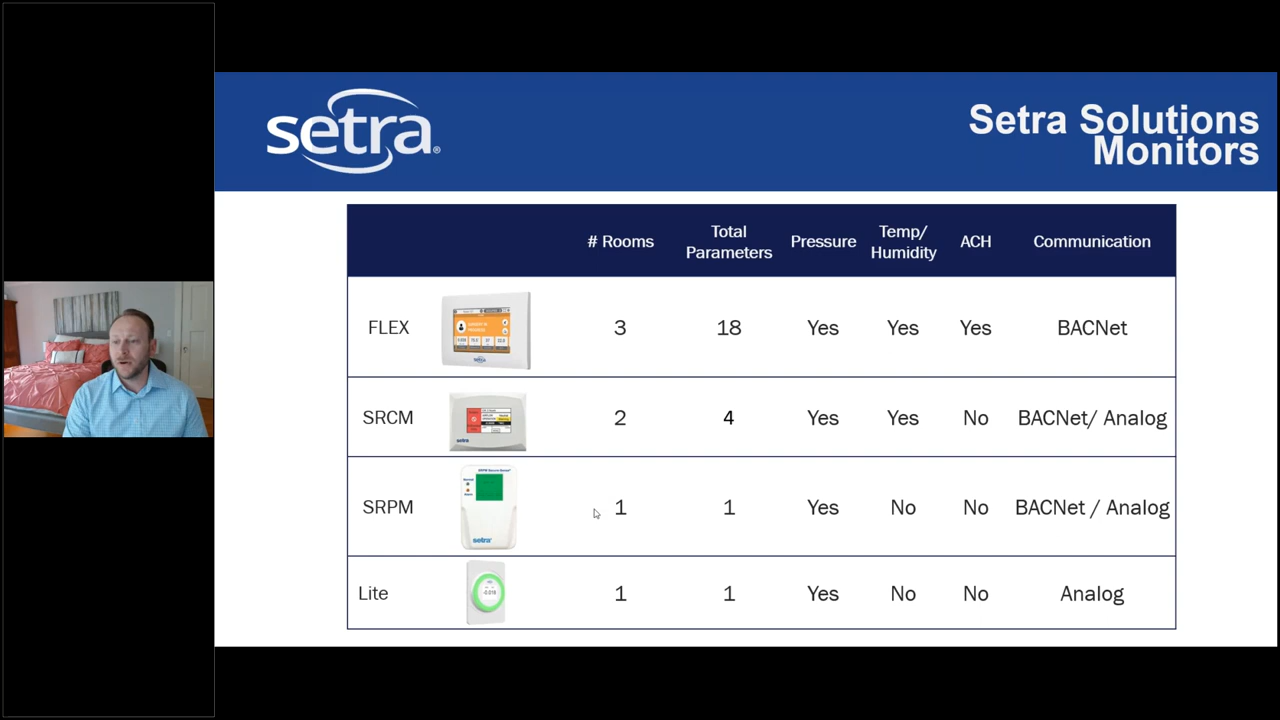 setra®
Setra Solutions
Monitors
# Rooms
Total
Parameters
Pressure
Temp/
Humidity
ACH
Communication
FLEX
3
18
Yes
Yes
Yes
BACNet
SRCM
setra
2
4
Yes
Yes
No
BACNet/ Analog
SRPM
setra
1
1
Yes
No
No
BACNet / Analog
Lite
1
1
Yes
No
No
Analog